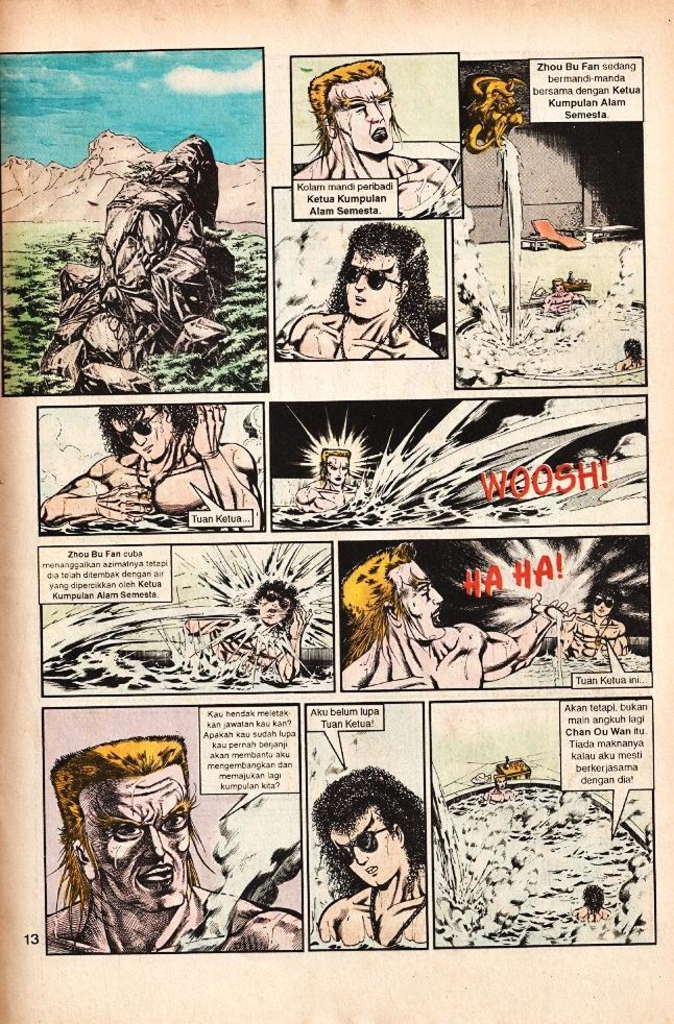 Kolam mandi peribadi
Ketua Kumpulan
Alam Semesta.
Zhou Bu Fan sedang
bermandi-manda
bersama dengan Ketua
Kumpulan Alam
Semesta.
Tuan Ketua...
WOOSH!
Zhou Bu Fan cuba
menanggalkan azimatnya tetapi
dia telah ditembak dengan air
yang dipercikkan oleh Ketua
Kumpulan Alam Semesta.
HA HA!
Tuan Ketua ini...
Kau hendak meletak-
kan jawatan kau kan?
Apakah kau sudah lupa
kau pernah berjanji
akan membantu aku
mengembangkan dan
memajukan lagi
kumpulan kita?
Aku belum lupa
Tuan Ketua!
Akan tetapi, bukan
main angkuh lagi
Chan Ou Wan itu.
Tiada maknanya
kalau aku mesti
berkerjasama
dengan dia!
13